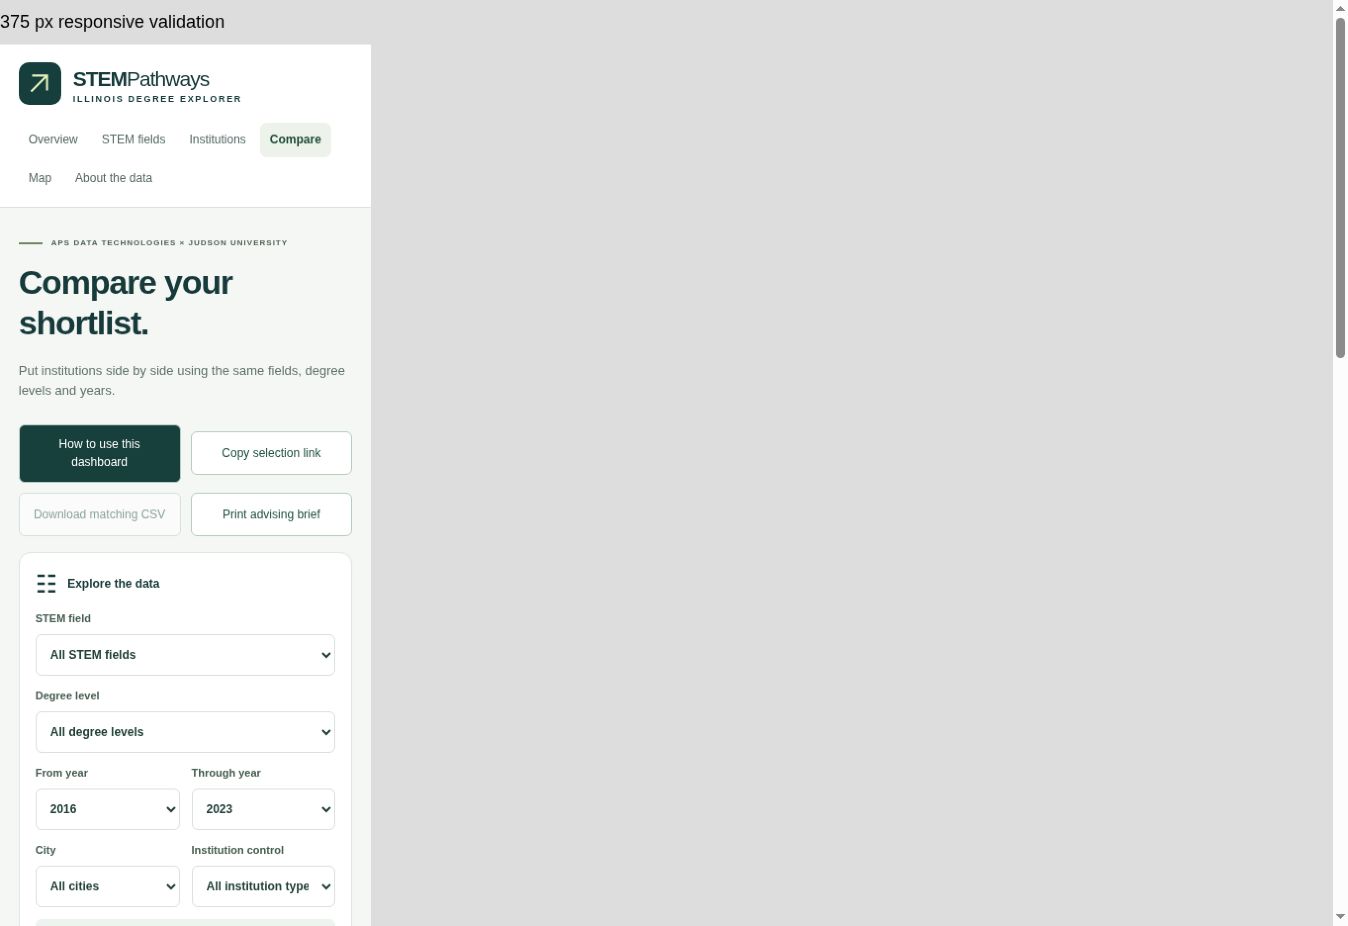 375 px responsive validation
STEMPathways
ILLINOIS DEGREE EXPLORER
Overview STEM fields Institutions Compare
Map About the data
APS DATA TECHNOLOGIES × JUDSON UNIVERSITY
Compare your
shortlist.
Put institutions side by side using the same fields, degree
levels and years.
How to use this
dashboard
Copy selection link
Download matching CSV
Print advising brief
Explore the data
STEM field
All STEM fields
Degree level
All degree levels
From year Through year
2016 2023
City Institution control
All cities All institution type